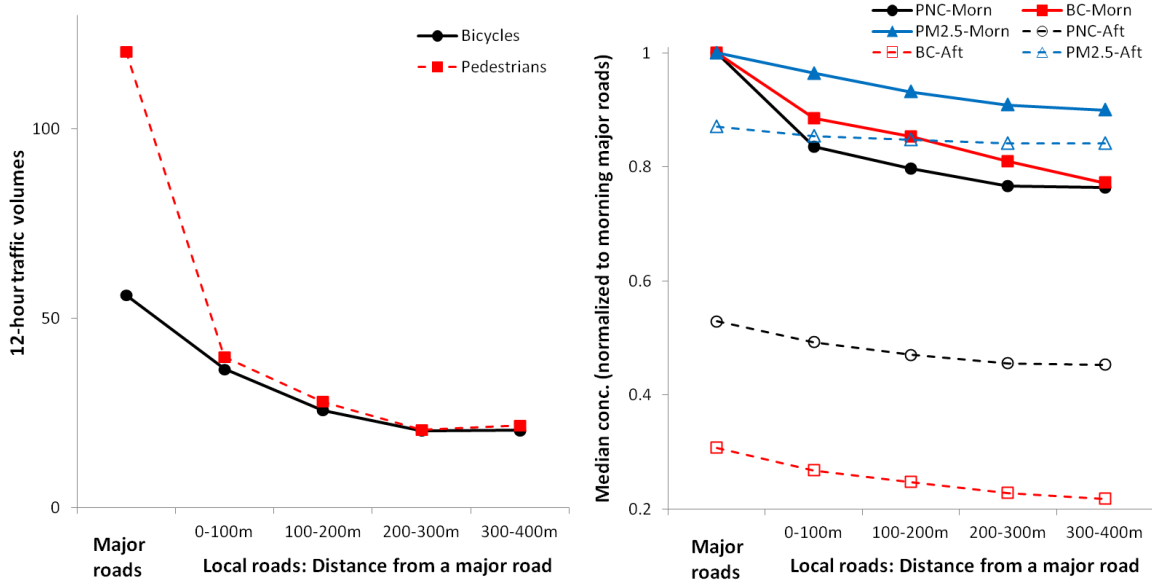 12-hour traffic volumes
100
50
0
Bicycles
Pedestrians
Major
roads
0-100m
100-200m
200-300m
300-400m
Local roads: Distance from a major road
Median conc. (normalized to morning major roads)
PNC-Morn
BC-Morn
PM2.5-Morn
PNC-Aft
BC-Aft
PM2.5-Aft
1
0.8
0.6
0.4
0.2
Major
roads
0-100m
100-200m
200-300m
300-400m
Local roads: Distance from a major road